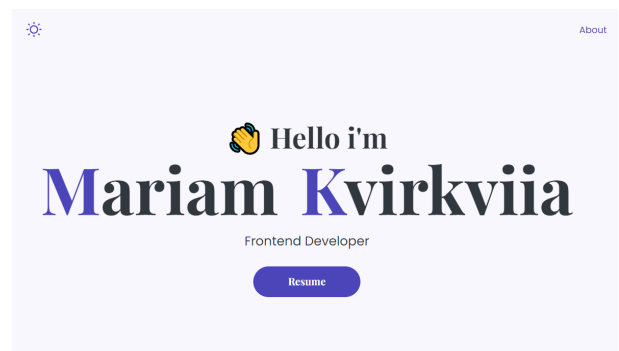 About
Hello i'm
Mariam Kvirkviia
Frontend Developer
Resume